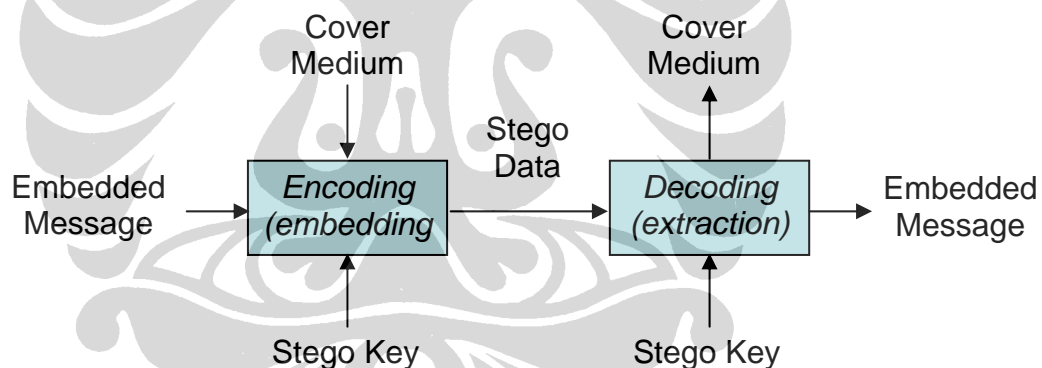 Cover
Medium
Cover
Medium
Stego
Data
Embedded
Message
Encoding
(embedding
Decoding
(extraction)
Embedded
Message
Stego Key
Stego Key